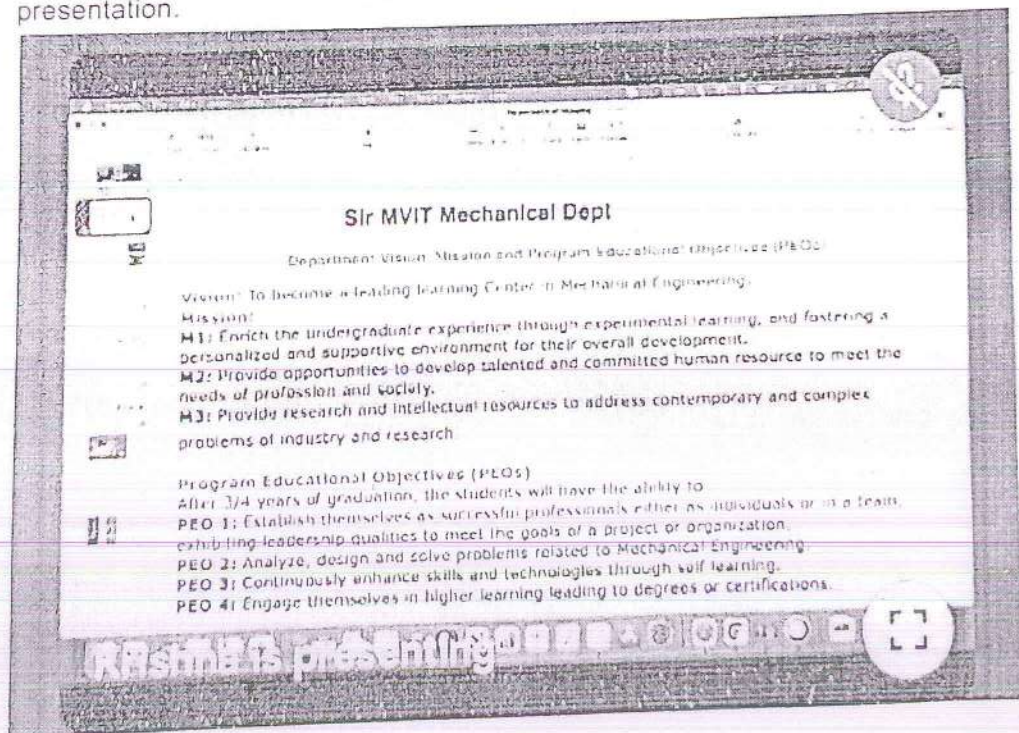 presentation.
Sir MVIT Mechanical Dept
Department Vision, Mission and Program Educational Objectives (PEOs)
Vision: To become a leading learning Center in Mechanical Engineering.
Mission:
M1: Enrich the undergraduate experience through experimental learning, and fostering a
personalized and supportive environment for their overall development.
M2: Provide opportunities to develop talented and committed human resource to meet the
needs of profession and society.
M3: Provide research and intellectual resources to address contemporary and complex
problems of industry and research
Program Educational Objectives (PEOs)
After 3/4 years of graduation, the students will have the ability to
PEO 1: Establish themselves as successful professionals either as individuals or in a team,
exhibiting leadership qualities to meet the goals of a project or organization.
PEO 2: Analyze, design and solve problems related to Mechanical Engineering.
PEO 3: Continuously enhance skills and technologies through self learning.
PEO 4: Engage themselves in higher learning leading to degrees or certifications.
is presenting